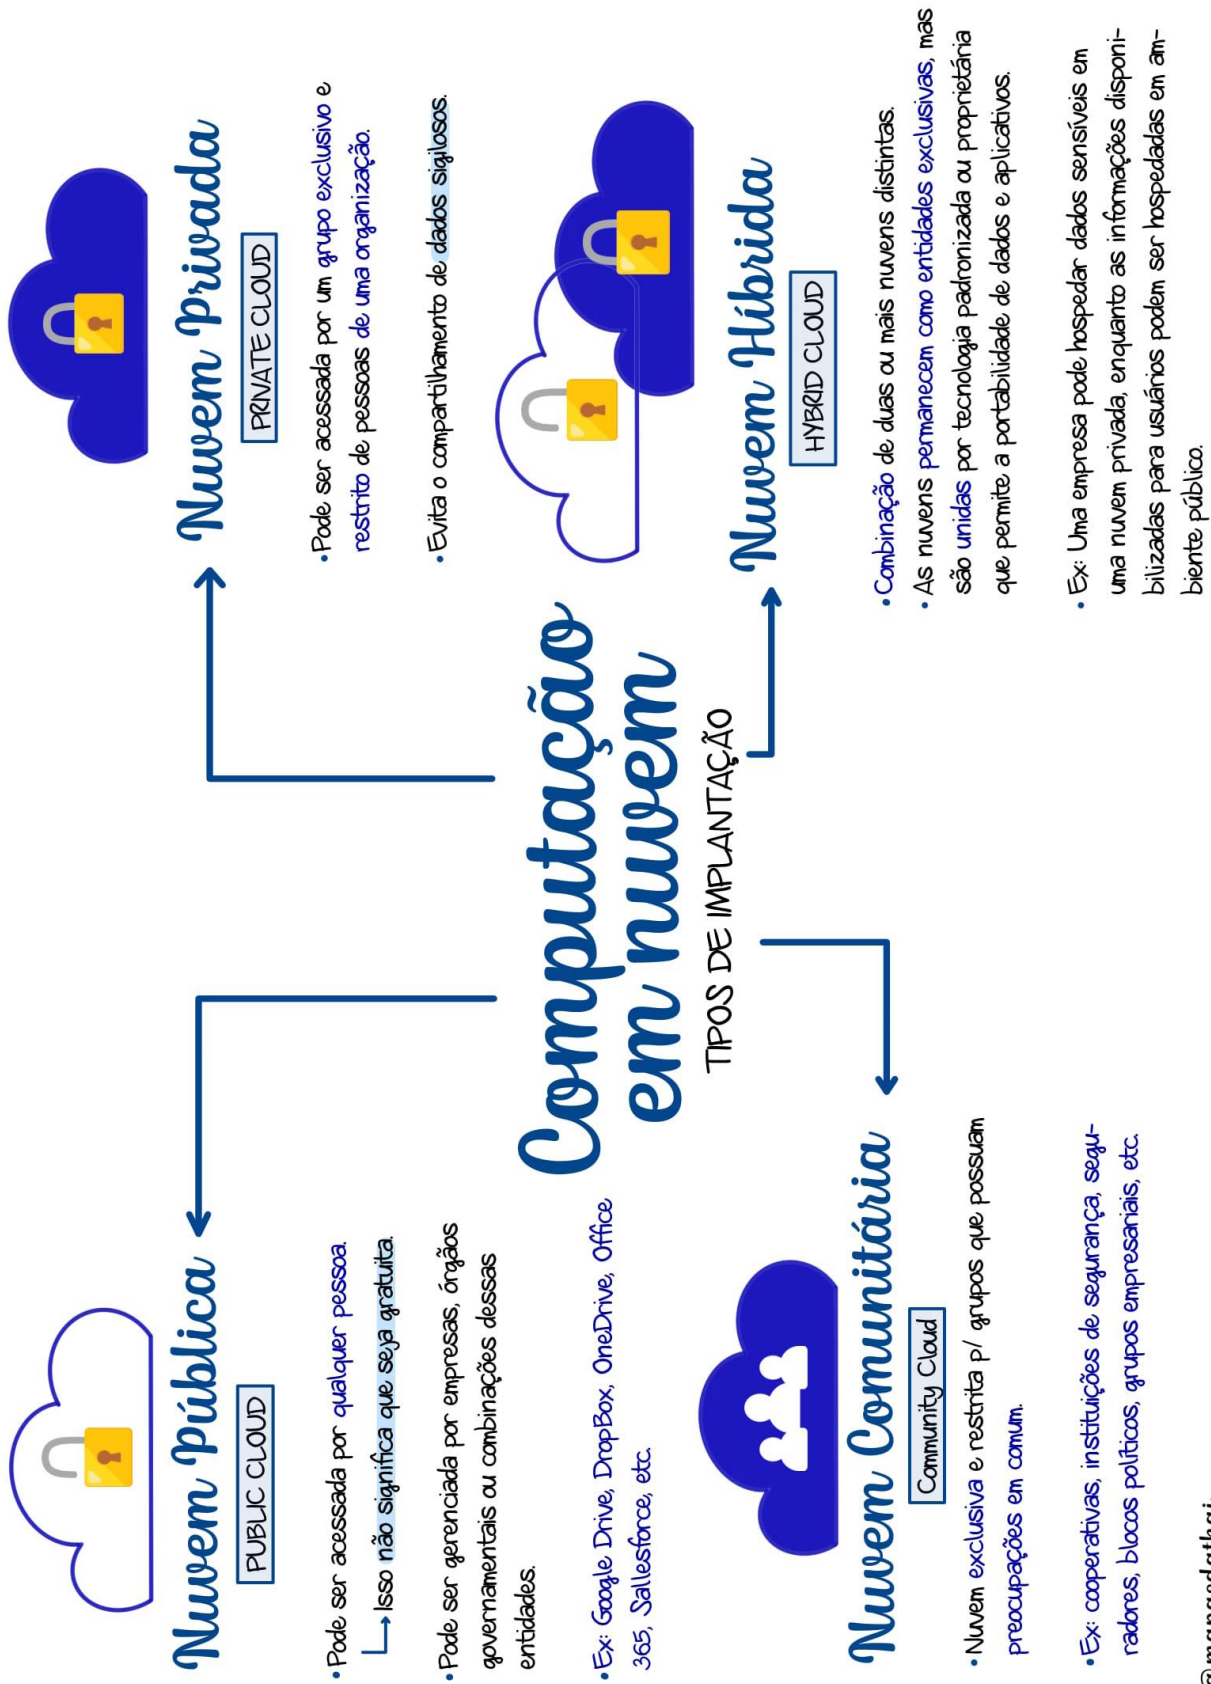 Nuvem Pública
PUBLIC CLOUD
• Pode ser acessada por qualquer pessoa.
Isso não significa que seja gratuita.
• Pode ser gerenciada por empresas, órgãos
governamentais ou combinações dessas
entidades.
• Ex: Google Drive, DropBox, OneDrive, Office
365, Sallesforce, etc.
Nuvem Privada
PRIVATE CLOUD
• Pode ser acessada por um grupo exclusivo e
restrito de pessoas de uma organização.
• Evita o compartilhamento de dados sigilosos.
Computação
em nuvem
TIPOS DE IMPLANTAÇÃO
Nuvem Comunitária
Community Cloud
• Nuvem exclusiva e restrita p/ grupos que possuam
preocupações em comum.
• Ex: cooperativas, instituições de segurança, segu-
radores, blocos políticos, grupos empresariais, etc.
Nuvem Híbrida
HYBRID CLOUD
• Combinação de duas ou mais nuvens distintas.
• As nuvens permanecem como entidades exclusivas, mas
são unidas por tecnologia padronizada ou proprietária
que permite a portabilidade de dados e aplicativos.
• Ex: Uma empresa pode hospedar dados sensíveis em
uma nuvem privada, enquanto as informações disponi-
bilizadas para usuários podem ser hospedadas em am-
biente público.